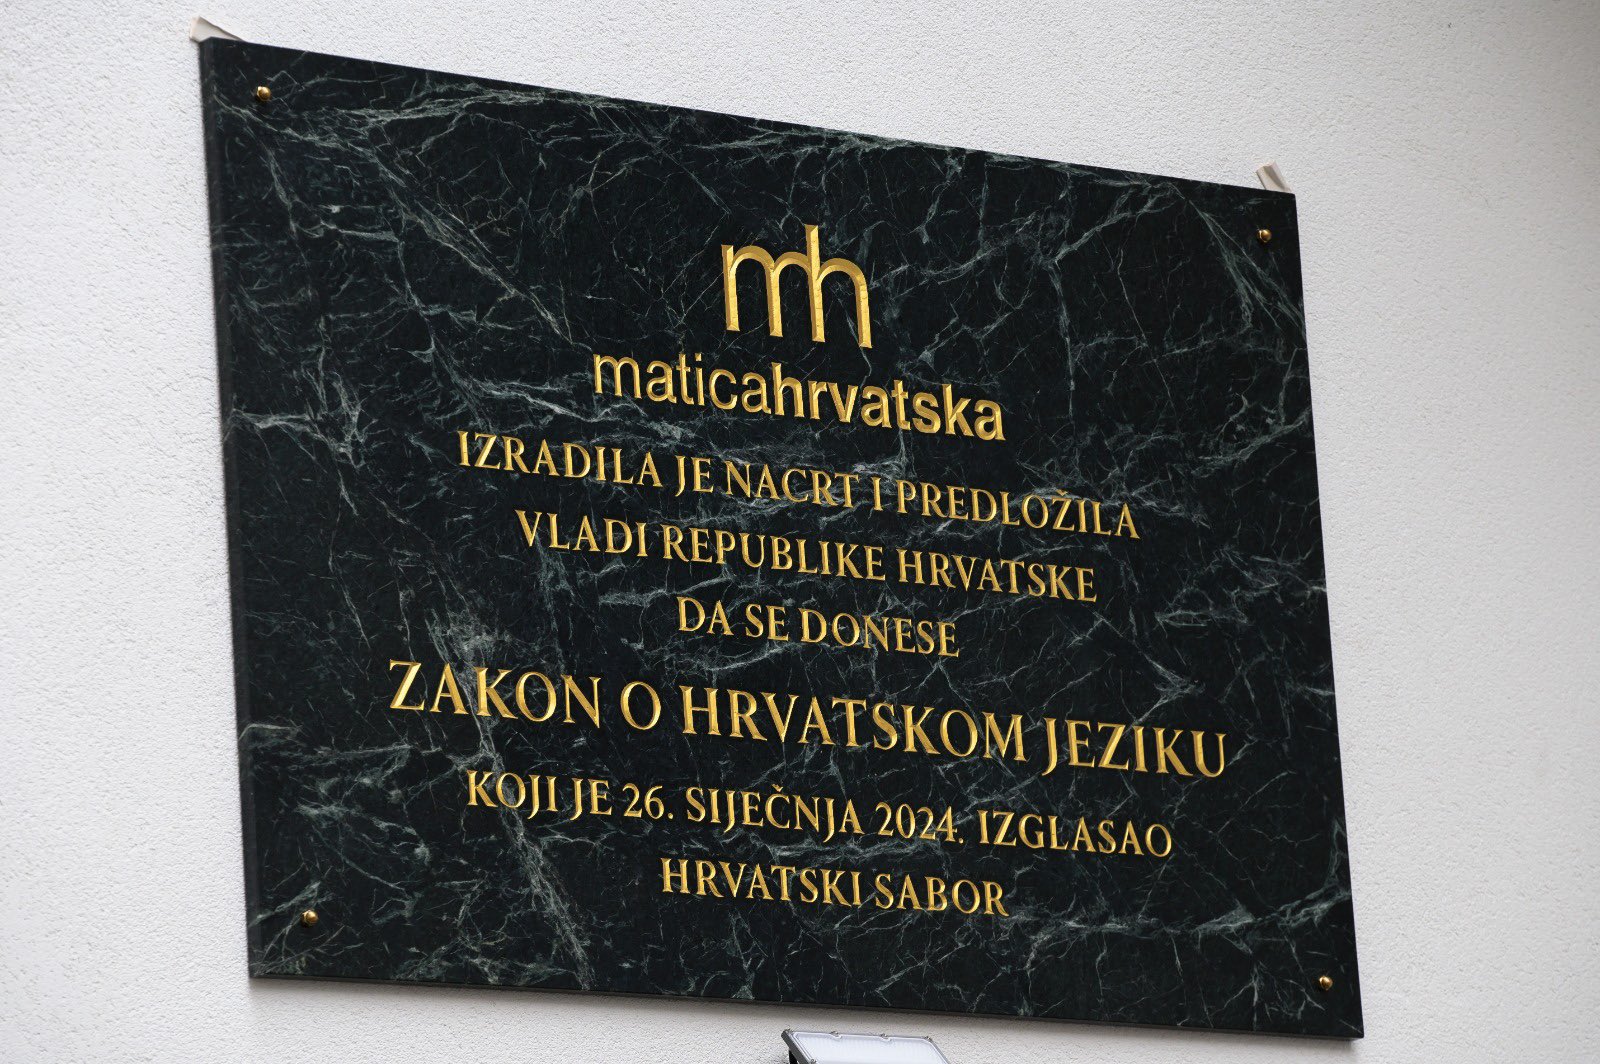 mh
maticahrvatska
IZRADILA JE NACRT I PREDLOŽILA
VLADI REPUBLIKE HRVATSKE
DA SE DONESE
ZAKON O HRVATSKOM JEZIKU
KOJI JE 26. SIJEČNJA 2024. IZGLASAO
HRVATSKI SABOR